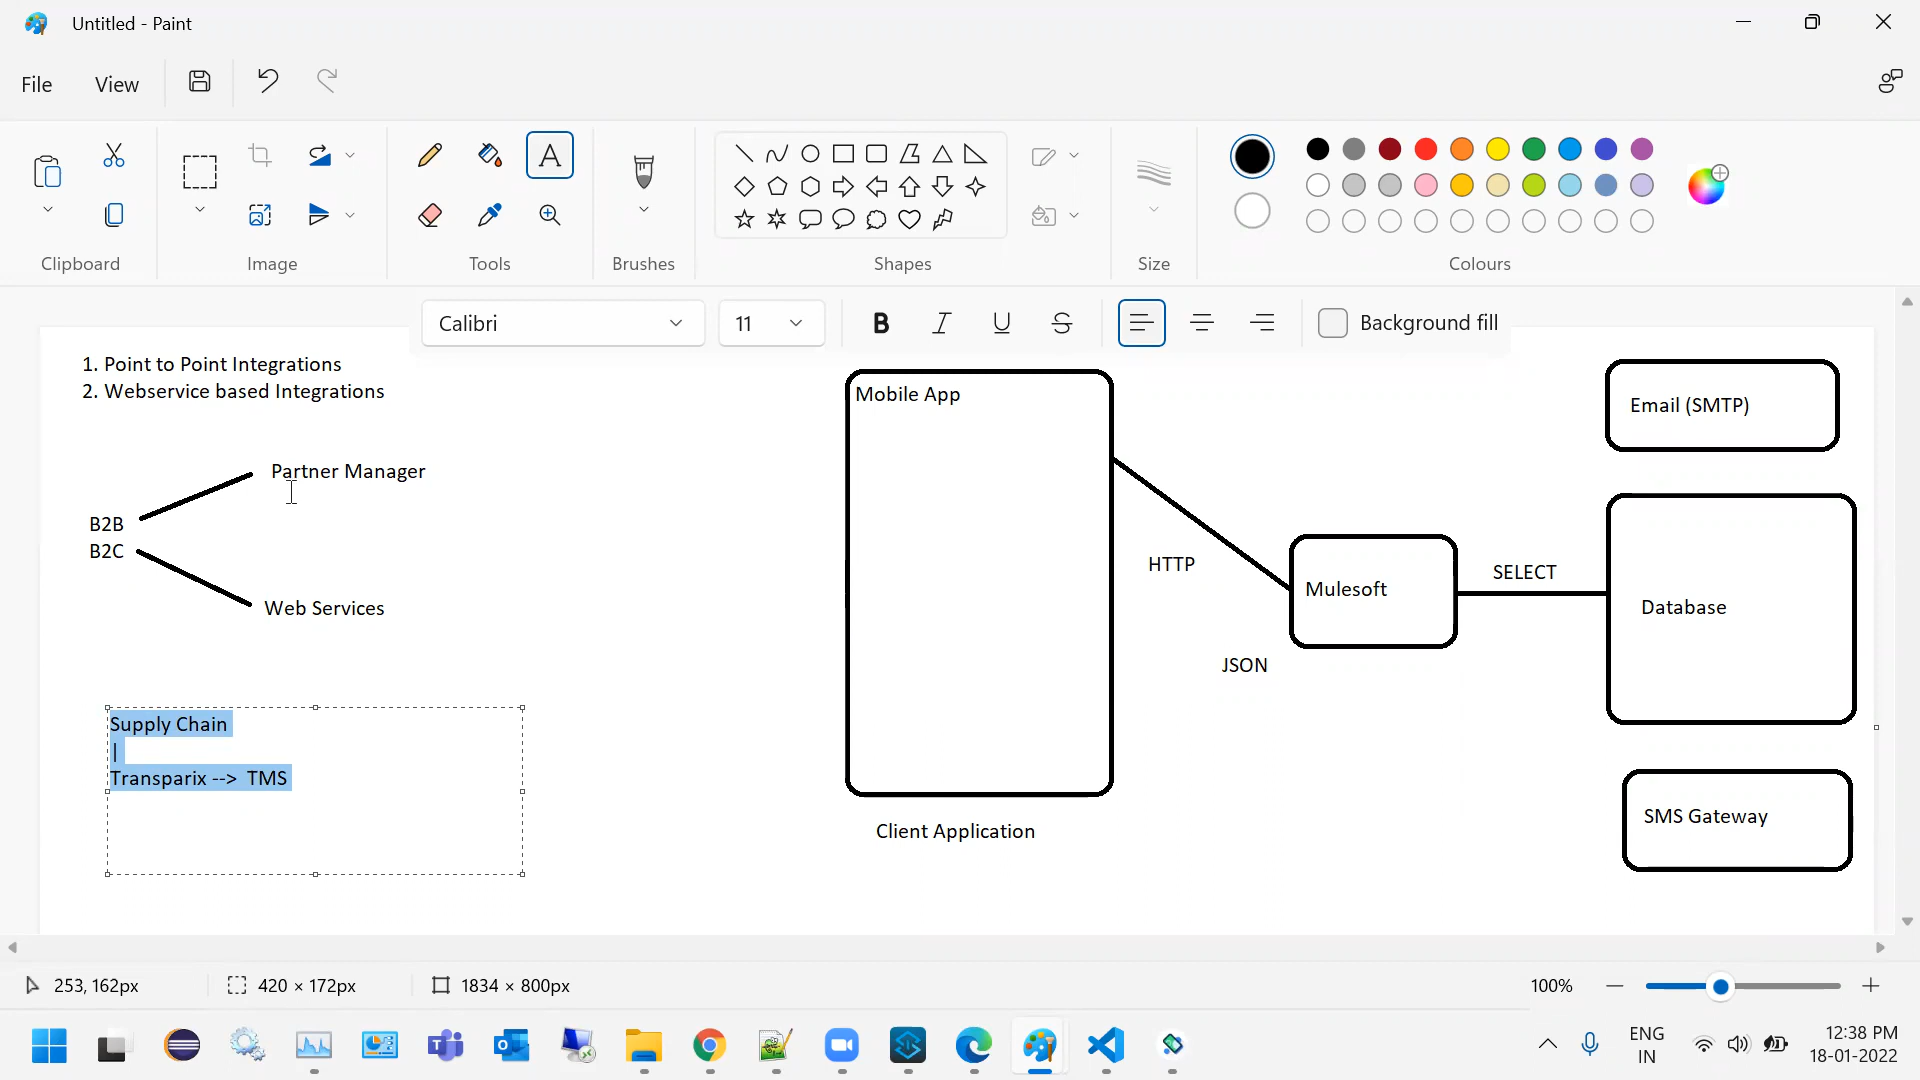 Untitled - Paint
File
View
Clipboard
Image
Tools
Brushes
Shapes
Size
Colours
Calibri
11
B
I
U
S
Background fill
1. Point to Point Integrations
2. Webservice based Integrations
Partner Manager
B2B
B2C
Web Services
Supply Chain
|
Transparix --> TMS
Mobile App
Client Application
HTTP
JSON
Mulesoft
SELECT
Email (SMTP)
Database
SMS Gateway
253, 162px
420 × 172px
1834 × 800px
100%
ENG
IN
12:38 PM
18-01-2022